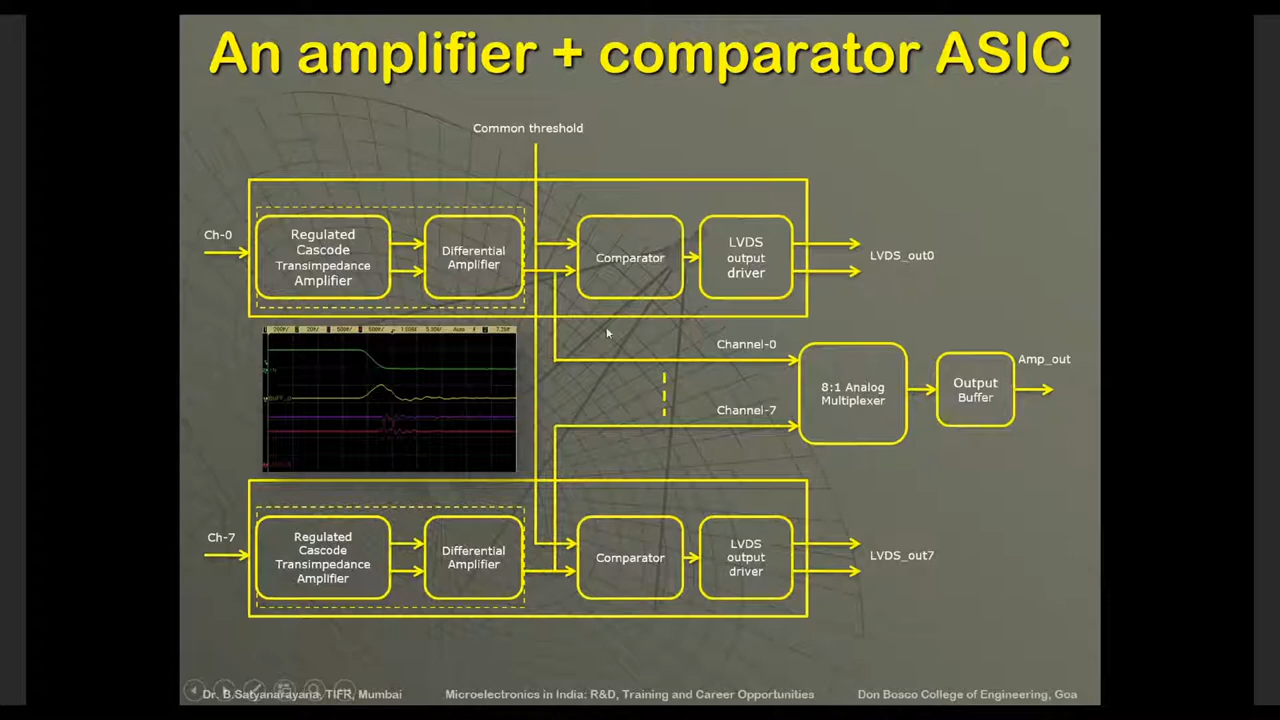 An amplifier + comparator ASIC
Common threshold
Ch-0
Regulated
Cascode
Transimpedance
Amplifier
Differential
Amplifier
Comparator
LVDS
output
driver
LVDS_out0
Channel-0
Channel-7
8:1 Analog
Multiplexer
Output
Buffer
Amp_out
Ch-7
Regulated
Cascode
Transimpedance
Amplifier
Differential
Amplifier
Comparator
LVDS
output
driver
LVDS_out7
Dr. B.Satyanarayana, TIFR, Mumbai
Microelectronics in India: R&D, Training and Career Opportunities
Don Bosco College of Engineering, Goa